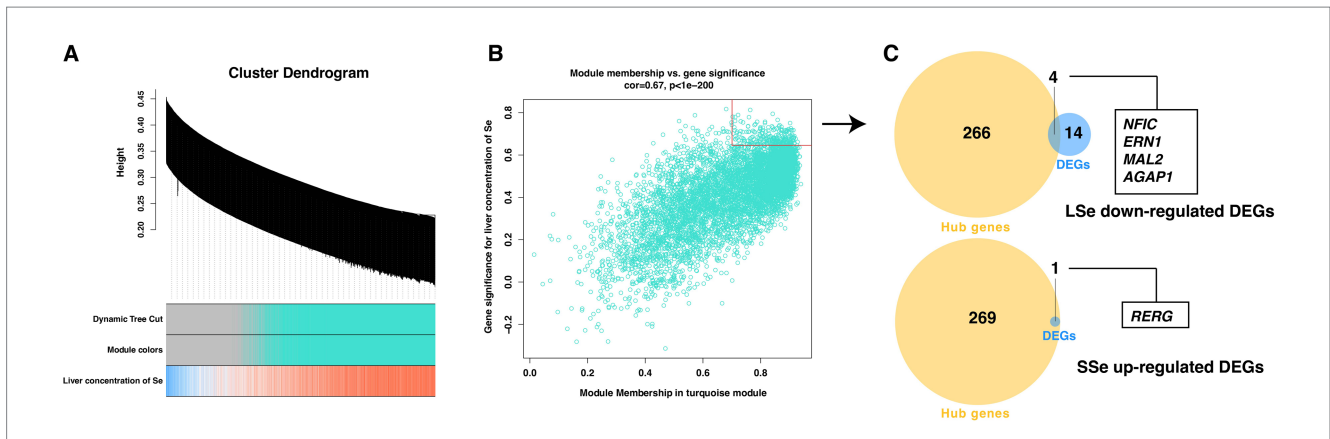 A
Cluster Dendrogram
Height
0.45
0.40
0.35
0.30
0.25
0.20
Dynamic Tree Cut
Module colors
Liver concentration of Se
B
Module membership vs. gene significance
cor=0.67, p<1e−200
Gene significance for liver concentration of Se
0.8
0.6
0.4
0.2
0.0
−0.2
0.0
0.2
0.4
0.6
0.8
Module Membership in turquoise module
C
4
266
14
DEGs
Hub genes
NFIC
ERN1
MAL2
AGAP1
LSe down-regulated DEGs
1
269
DEGs
Hub genes
RERG
SSe up-regulated DEGs